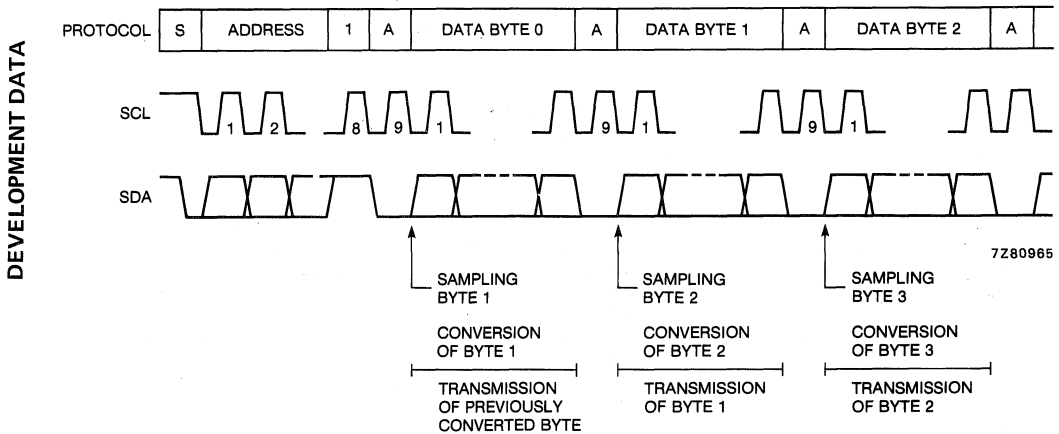 DEVELOPMENT DATA
PROTOCOL S ADDRESS 1 A DATA BYTE 0 A DATA BYTE 1 A DATA BYTE 2 A
SCL 1 2 8 9 1 9 1 9 1
SDA
7Z80965
SAMPLING
BYTE 1
SAMPLING
BYTE 2
SAMPLING
BYTE 3
CONVERSION
OF BYTE 1
CONVERSION
OF BYTE 2
CONVERSION
OF BYTE 3
TRANSMISSION
OF PREVIOUSLY
CONVERTED BYTE
TRANSMISSION
OF BYTE 1
TRANSMISSION
OF BYTE 2